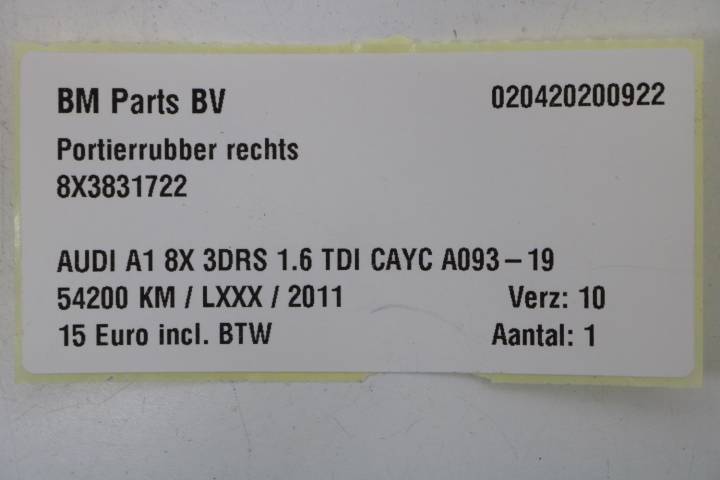 BM Parts BV 020420200922
Portierrubber rechts
8X3831722
AUDI A1 8X 3DRS 1.6 TDI CAYC A093-19
54200 KM / LXXX / 2011 Verz: 10
15 Euro incl. BTW Aantal: 1